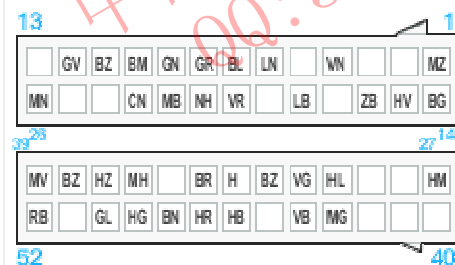 13 1
GV BZ BM GN GR BL LN WN MZ
MN CN MB NH VR LB ZB HV BG
39 26 27 14
MV BZ HZ MH BR H BZ VG HL HM
RB GL HG BN HR HB VB MG
52 40